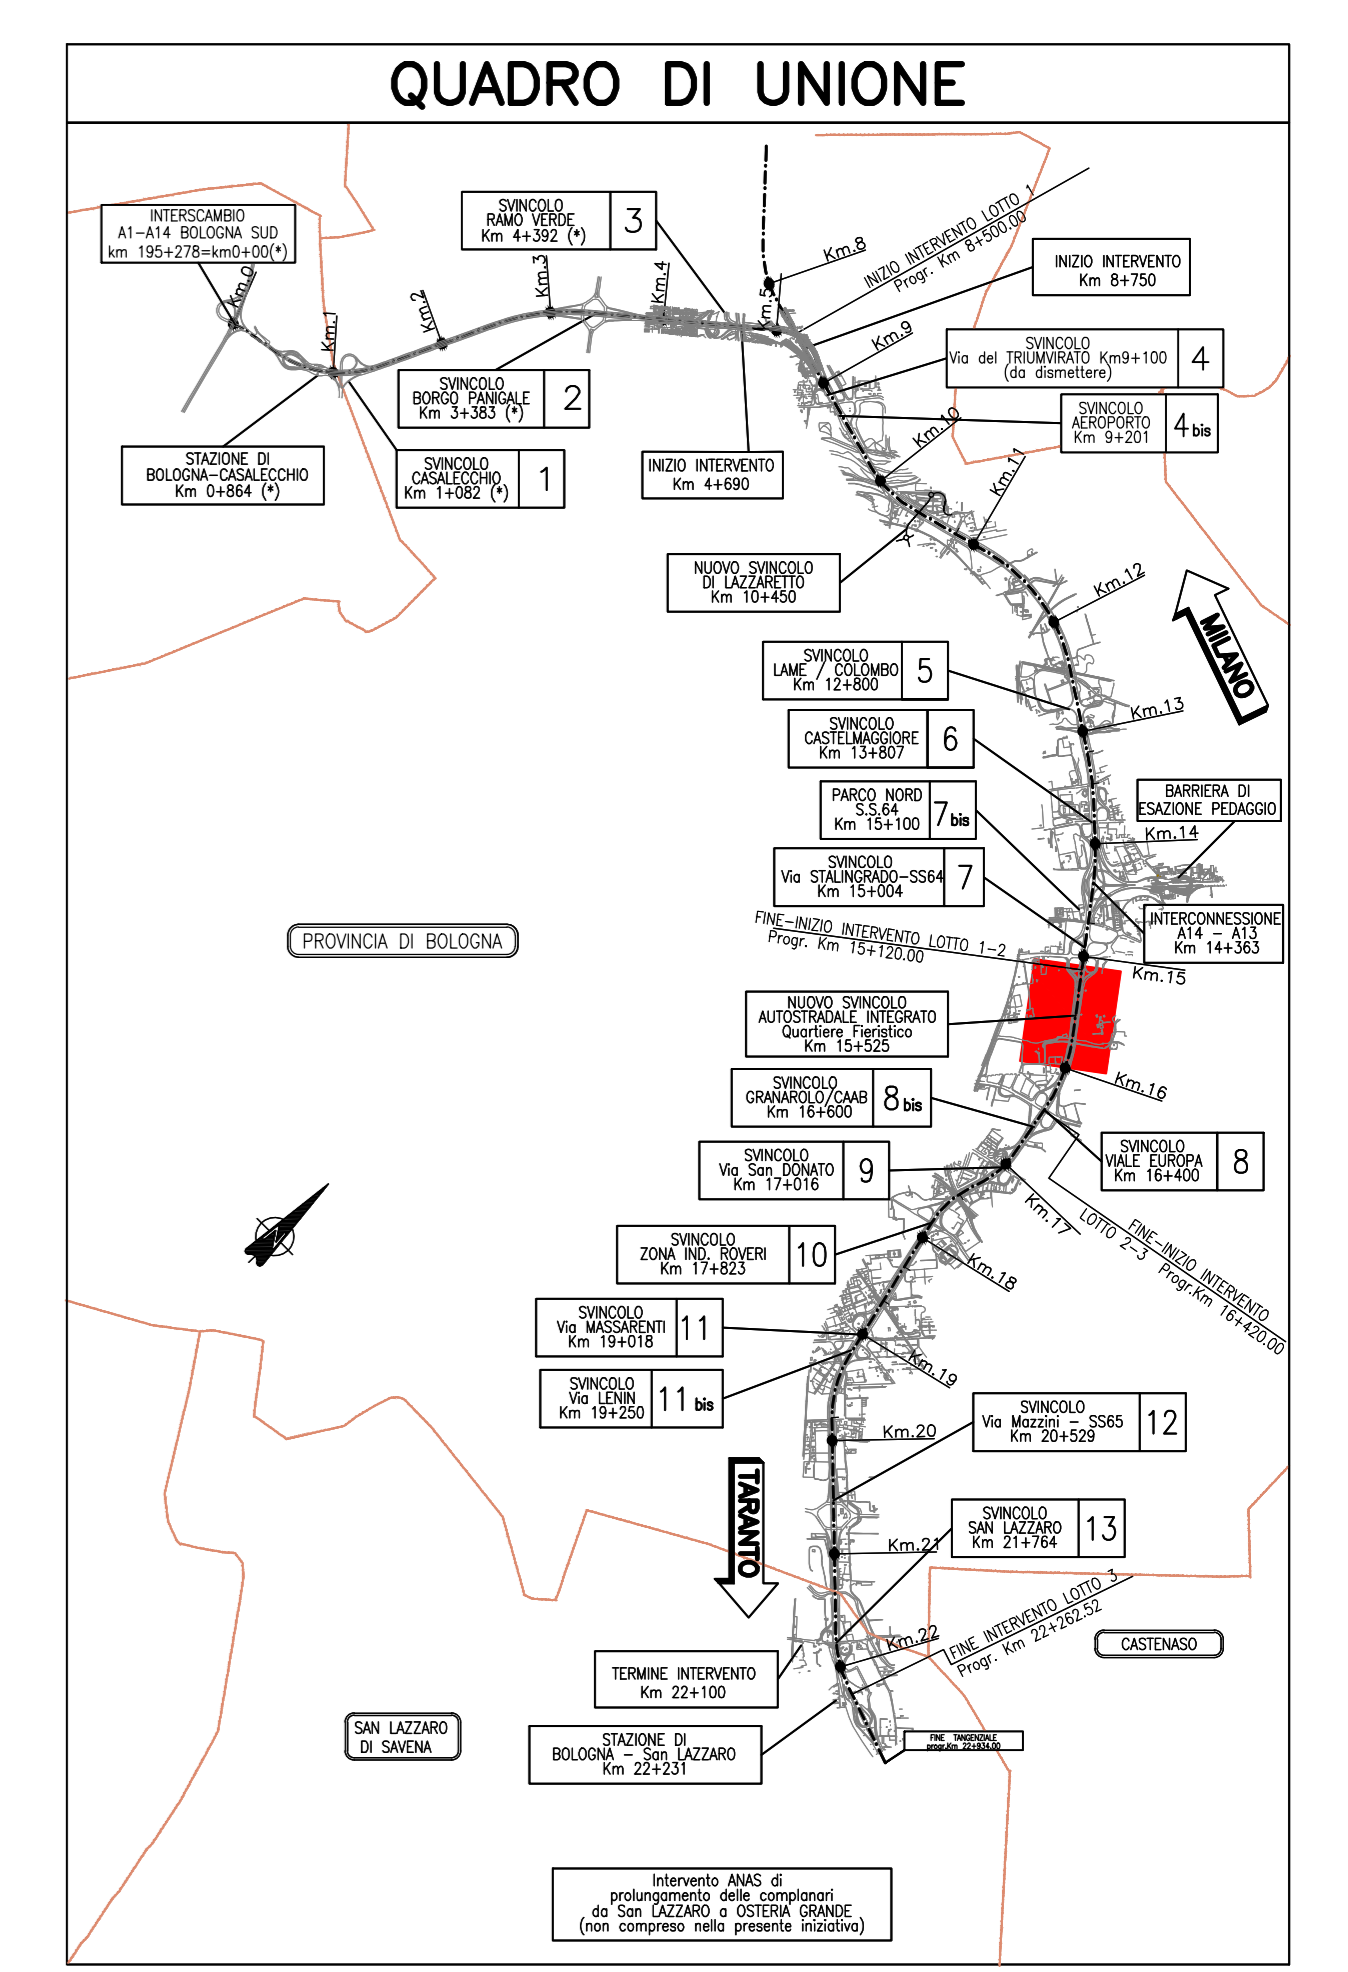 QUADRO DI UNIONE
INTERSCAMBIO
A1-A14 BOLOGNA SUD
km 195+278=km0+00(*)
SVINCOLO
RAMO VERDE
Km 4+392 (*)
3
Km.0
Km.1
Km.2
Km.3
Km.4
Km.5
Km.8
INIZIO INTERVENTO LOTTO 1
Progr. Km 8+500.00
INIZIO INTERVENTO
Km 8+750
Km.9
SVINCOLO
Via del TRIUMVIRATO Km9+100
(da dismettere)
4
SVINCOLO
BORGO PANIGALE
Km 3+383 (*)
2
SVINCOLO
AEROPORTO
Km 9+201
4 bis
Km.10
STAZIONE DI
BOLOGNA-CASALECCHIO
Km 0+864 (*)
SVINCOLO
CASALECCHIO
Km 1+082 (*)
1
INIZIO INTERVENTO
Km 4+690
Km.11
NUOVO SVINCOLO
DI LAZZARETTO
Km 10+450
Km.12
MILANO
SVINCOLO
LAME / COLOMBO
Km 12+800
5
Km.13
SVINCOLO
CASTELMAGGIORE
Km 13+807
6
PARCO NORD
S.S.64
Km 15+100
7 bis
BARRIERA DI
ESAZIONE PEDAGGIO
Km.14
SVINCOLO
Via STALINGRADO-SS64
Km 15+004
7
FINE-INIZIO INTERVENTO LOTTO 1-2
Progr. Km 15+120.00
INTERCONNESSIONE
A14 - A13
Km 14+363
PROVINCIA DI BOLOGNA
Km.15
NUOVO SVINCOLO
AUTOSTRADALE INTEGRATO
Quartiere Fieristico
Km 15+525
Km.16
SVINCOLO
GRANAROLO/CAAB
Km 16+600
8 bis
SVINCOLO
VIALE EUROPA
Km 16+400
8
SVINCOLO
Via San DONATO
Km 17+016
9
Km.17
FINE-INIZIO INTERVENTO
LOTTO 2-3 Progr.Km 16+420.00
SVINCOLO
ZONA IND. ROVERI
Km 17+823
10
Km.18
SVINCOLO
Via MASSARENTI
Km 19+018
11
Km.19
SVINCOLO
Via LENIN
Km 19+250
11 bis
SVINCOLO
Via Mazzini - SS65
Km 20+529
12
Km.20
TARANTO
SVINCOLO
SAN LAZZARO
Km 21+764
13
Km.21
FINE INTERVENTO LOTTO 3
Progr. Km 22+262.52
Km.22
CASTENASO
TERMINE INTERVENTO
Km 22+100
SAN LAZZARO
DI SAVENA
STAZIONE DI
BOLOGNA - San LAZZARO
Km 22+231
FINE TANGENZIALE
progr.Km 22+934.00
Intervento ANAS di
prolungamento delle complanari
da San LAZZARO a OSTERIA GRANDE
(non compreso nella presente iniziativa)